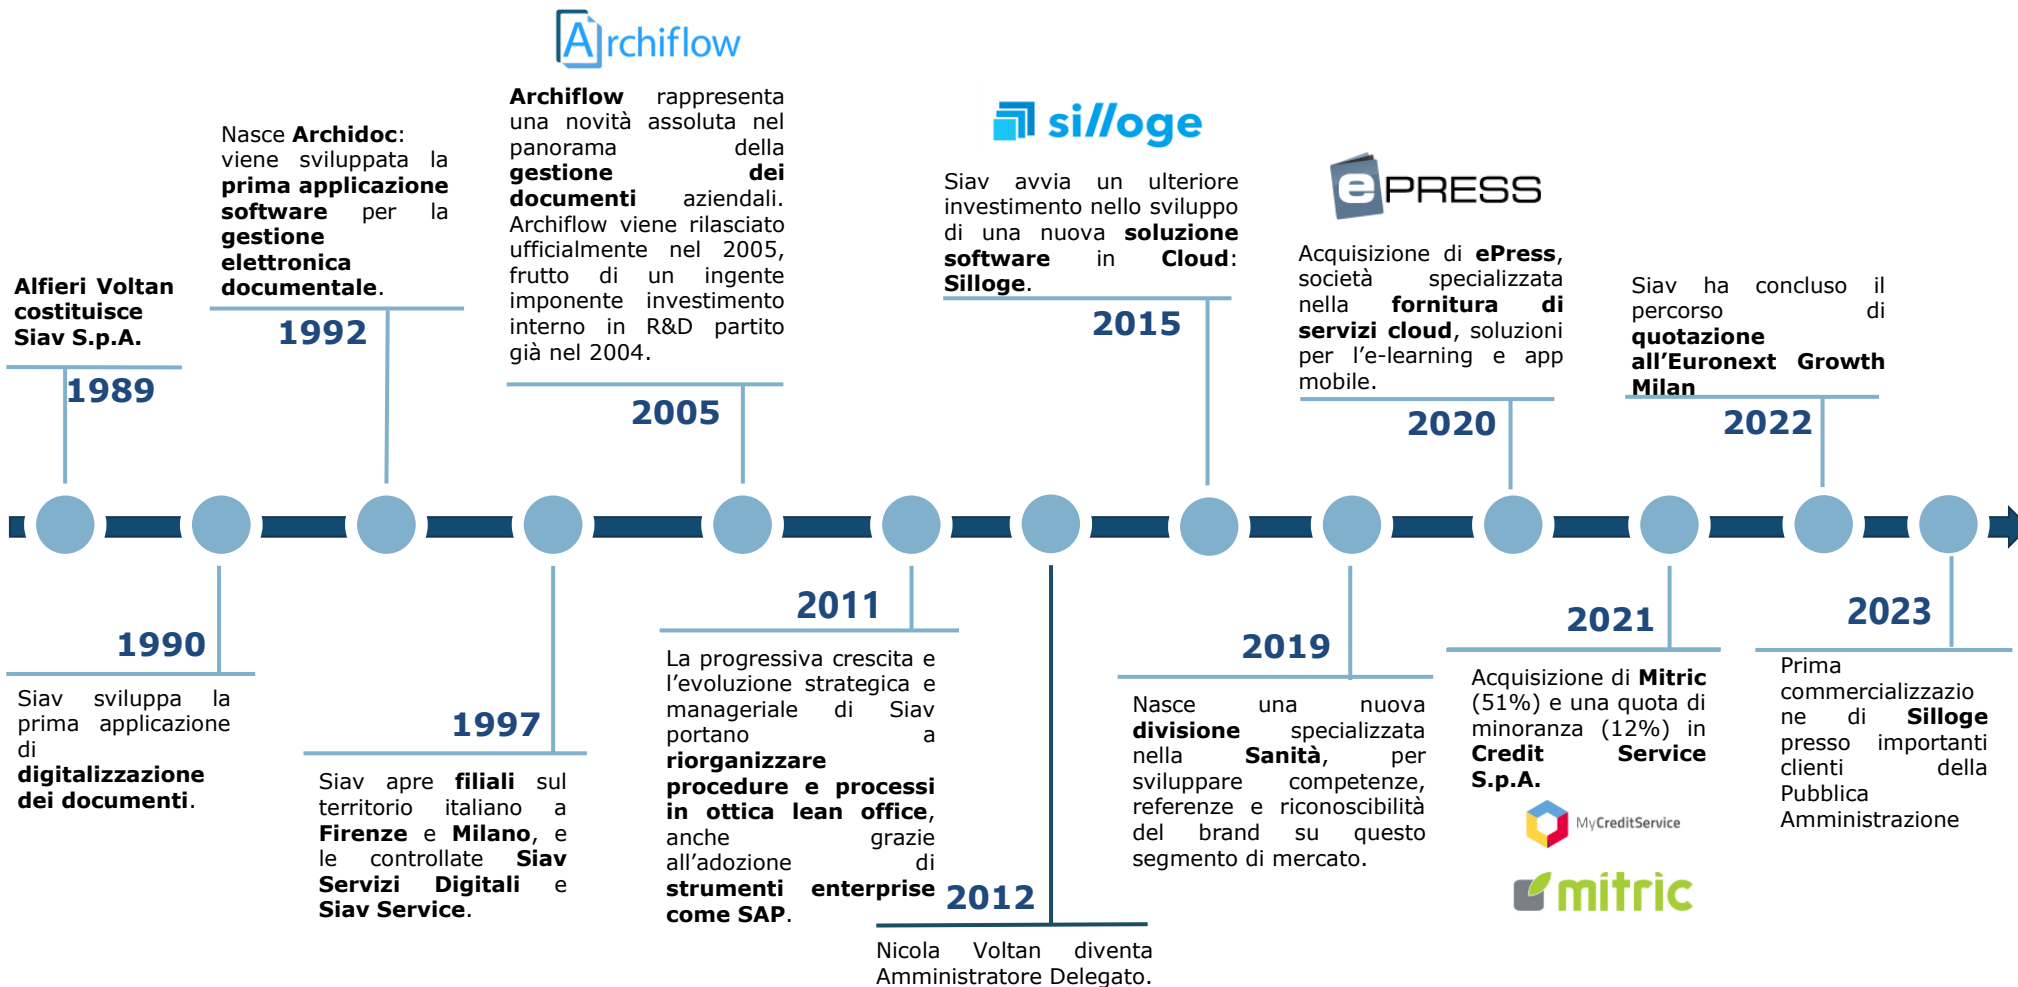 Archiflow
Archiflow rappresenta
una novità assoluta nel
panorama della
gestione dei
documenti aziendali.
Archiflow viene rilasciato
ufficialmente nel 2005,
frutto di un ingente
imponente investimento
interno in R&D partito
già nel 2004.
2005
Alfieri Voltan
costituisce
Siav S.p.A.
1989
Nasce Archidoc:
viene sviluppata la
prima applicazione
software per la
gestione
elettronica
documentale.
1992
silloge
Siav avvia un ulteriore
investimento nello sviluppo
di una nuova soluzione
software in Cloud:
Silloge.
2015
ePRESS
Acquisizione di ePress,
società specializzata
nella fornitura di
servizi cloud, soluzioni
per l’e-learning e app
mobile.
2020
Siav ha concluso il
percorso di
quotazione
all’Euronext Growth
Milan
2022
1990
Siav sviluppa la
prima applicazione
di
digitalizzazione
dei documenti.
1997
Siav apre filiali sul
territorio italiano a
Firenze e Milano, e
le controllate Siav
Servizi Digitali e
Siav Service.
2011
La progressiva crescita e
l’evoluzione strategica e
manageriale di Siav
portano a
riorganizzare
procedure e processi
in ottica lean office,
anche grazie
all’adozione di
strumenti enterprise
come SAP.
2012
Nicola Voltan diventa
Amministratore Delegato.
2019
Nasce una nuova
divisione specializzata
nella Sanità, per
sviluppare competenze,
referenze e riconoscibilità
del brand su questo
segmento di mercato.
2021
Acquisizione di Mitric
(51%) e una quota di
minoranza (12%) in
Credit Service
S.p.A.
MyCreditService
mitric
2023
Prima
commercializzazio
ne di Silloge
presso importanti
clienti della
Pubblica
Amministrazione